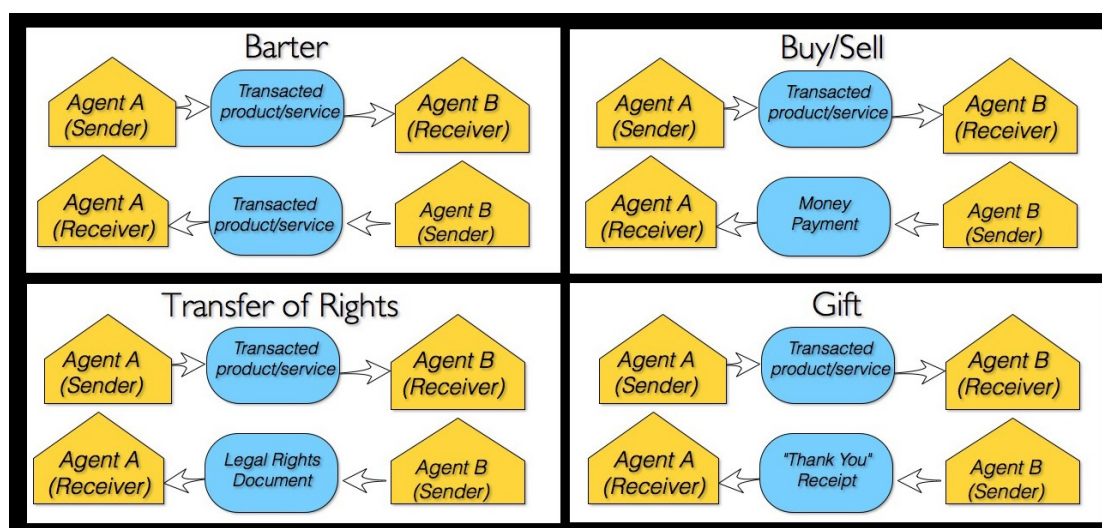 Barter
Agent A
(Sender)
Transacted
product/service
Agent B
(Receiver)
Agent A
(Receiver)
Transacted
product/service
Agent B
(Sender)
Buy/Sell
Agent A
(Sender)
Transacted
product/service
Agent B
(Receiver)
Agent A
(Receiver)
Money
Payment
Agent B
(Sender)
Transfer of Rights
Agent A
(Sender)
Transacted
product/service
Agent B
(Receiver)
Agent A
(Receiver)
Legal Rights
Document
Agent B
(Sender)
Gift
Agent A
(Sender)
Transacted
product/service
Agent B
(Receiver)
Agent A
(Receiver)
"Thank You"
Receipt
Agent B
(Sender)